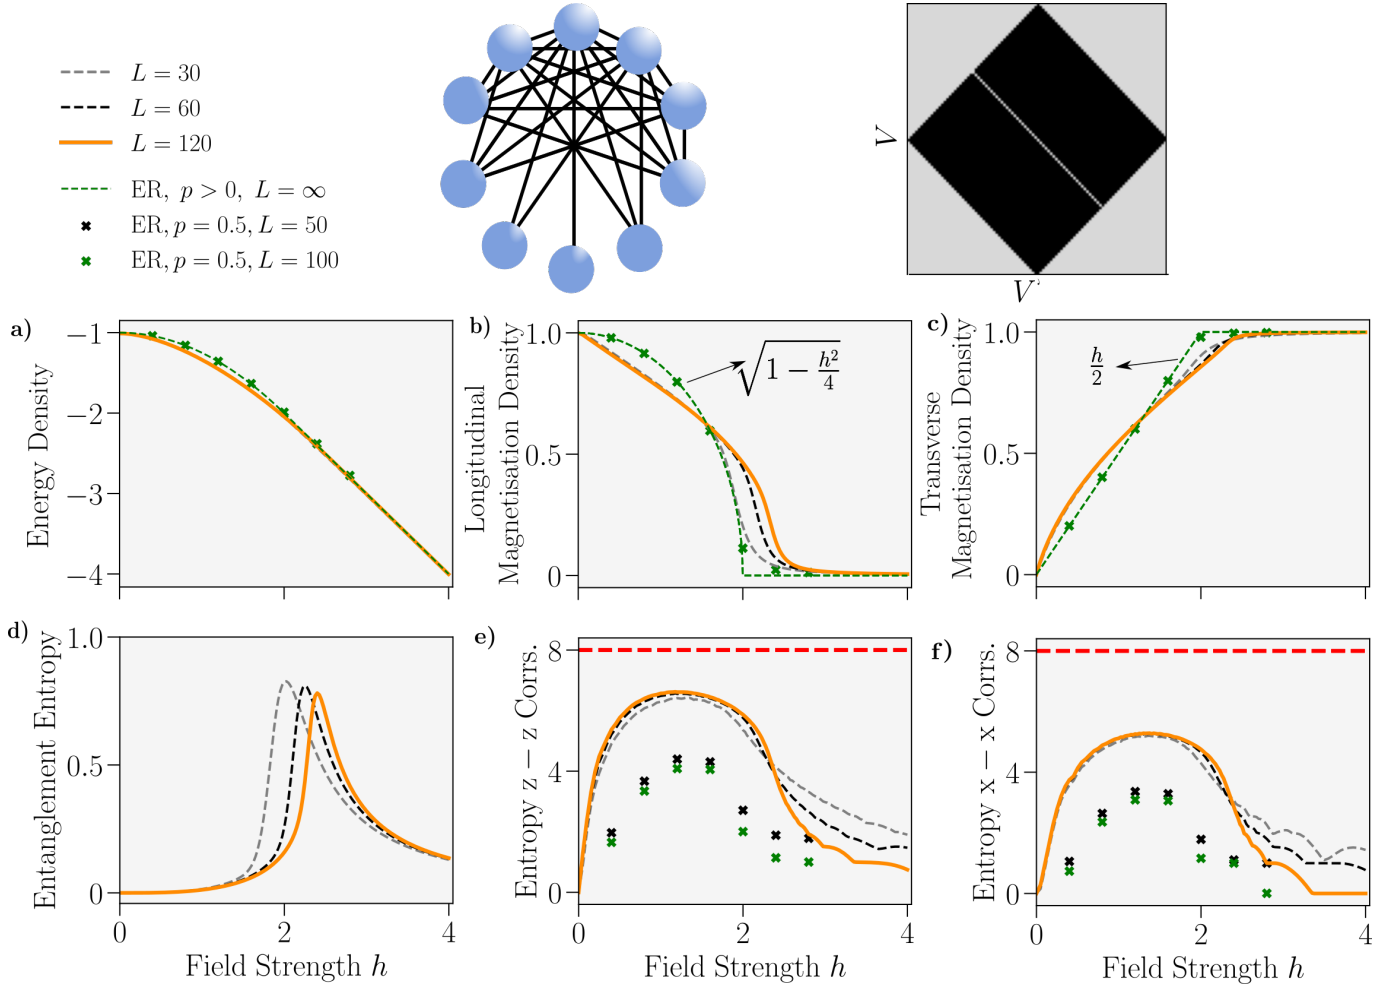 L = 30
L = 60
L = 120
ER, p > 0, L = ∞
ER, p = 0.5, L = 50
ER, p = 0.5, L = 100
V
V'
a)
Energy Density
−1
−2
−3
−4
b)
Longitudinal
Magnetisation Density
1.0
0.5
0
√(1 − h²/4)
c)
Transverse
Magnetisation Density
1.0
0.5
0
h/2
d)
Entanglement Entropy
1.0
0.5
0
0 2 4
Field Strength h
e)
Entropy z − z Corrs.
8
4
0
0 2 4
Field Strength h
f)
Entropy x − x Corrs.
8
4
0
0 2 4
Field Strength h